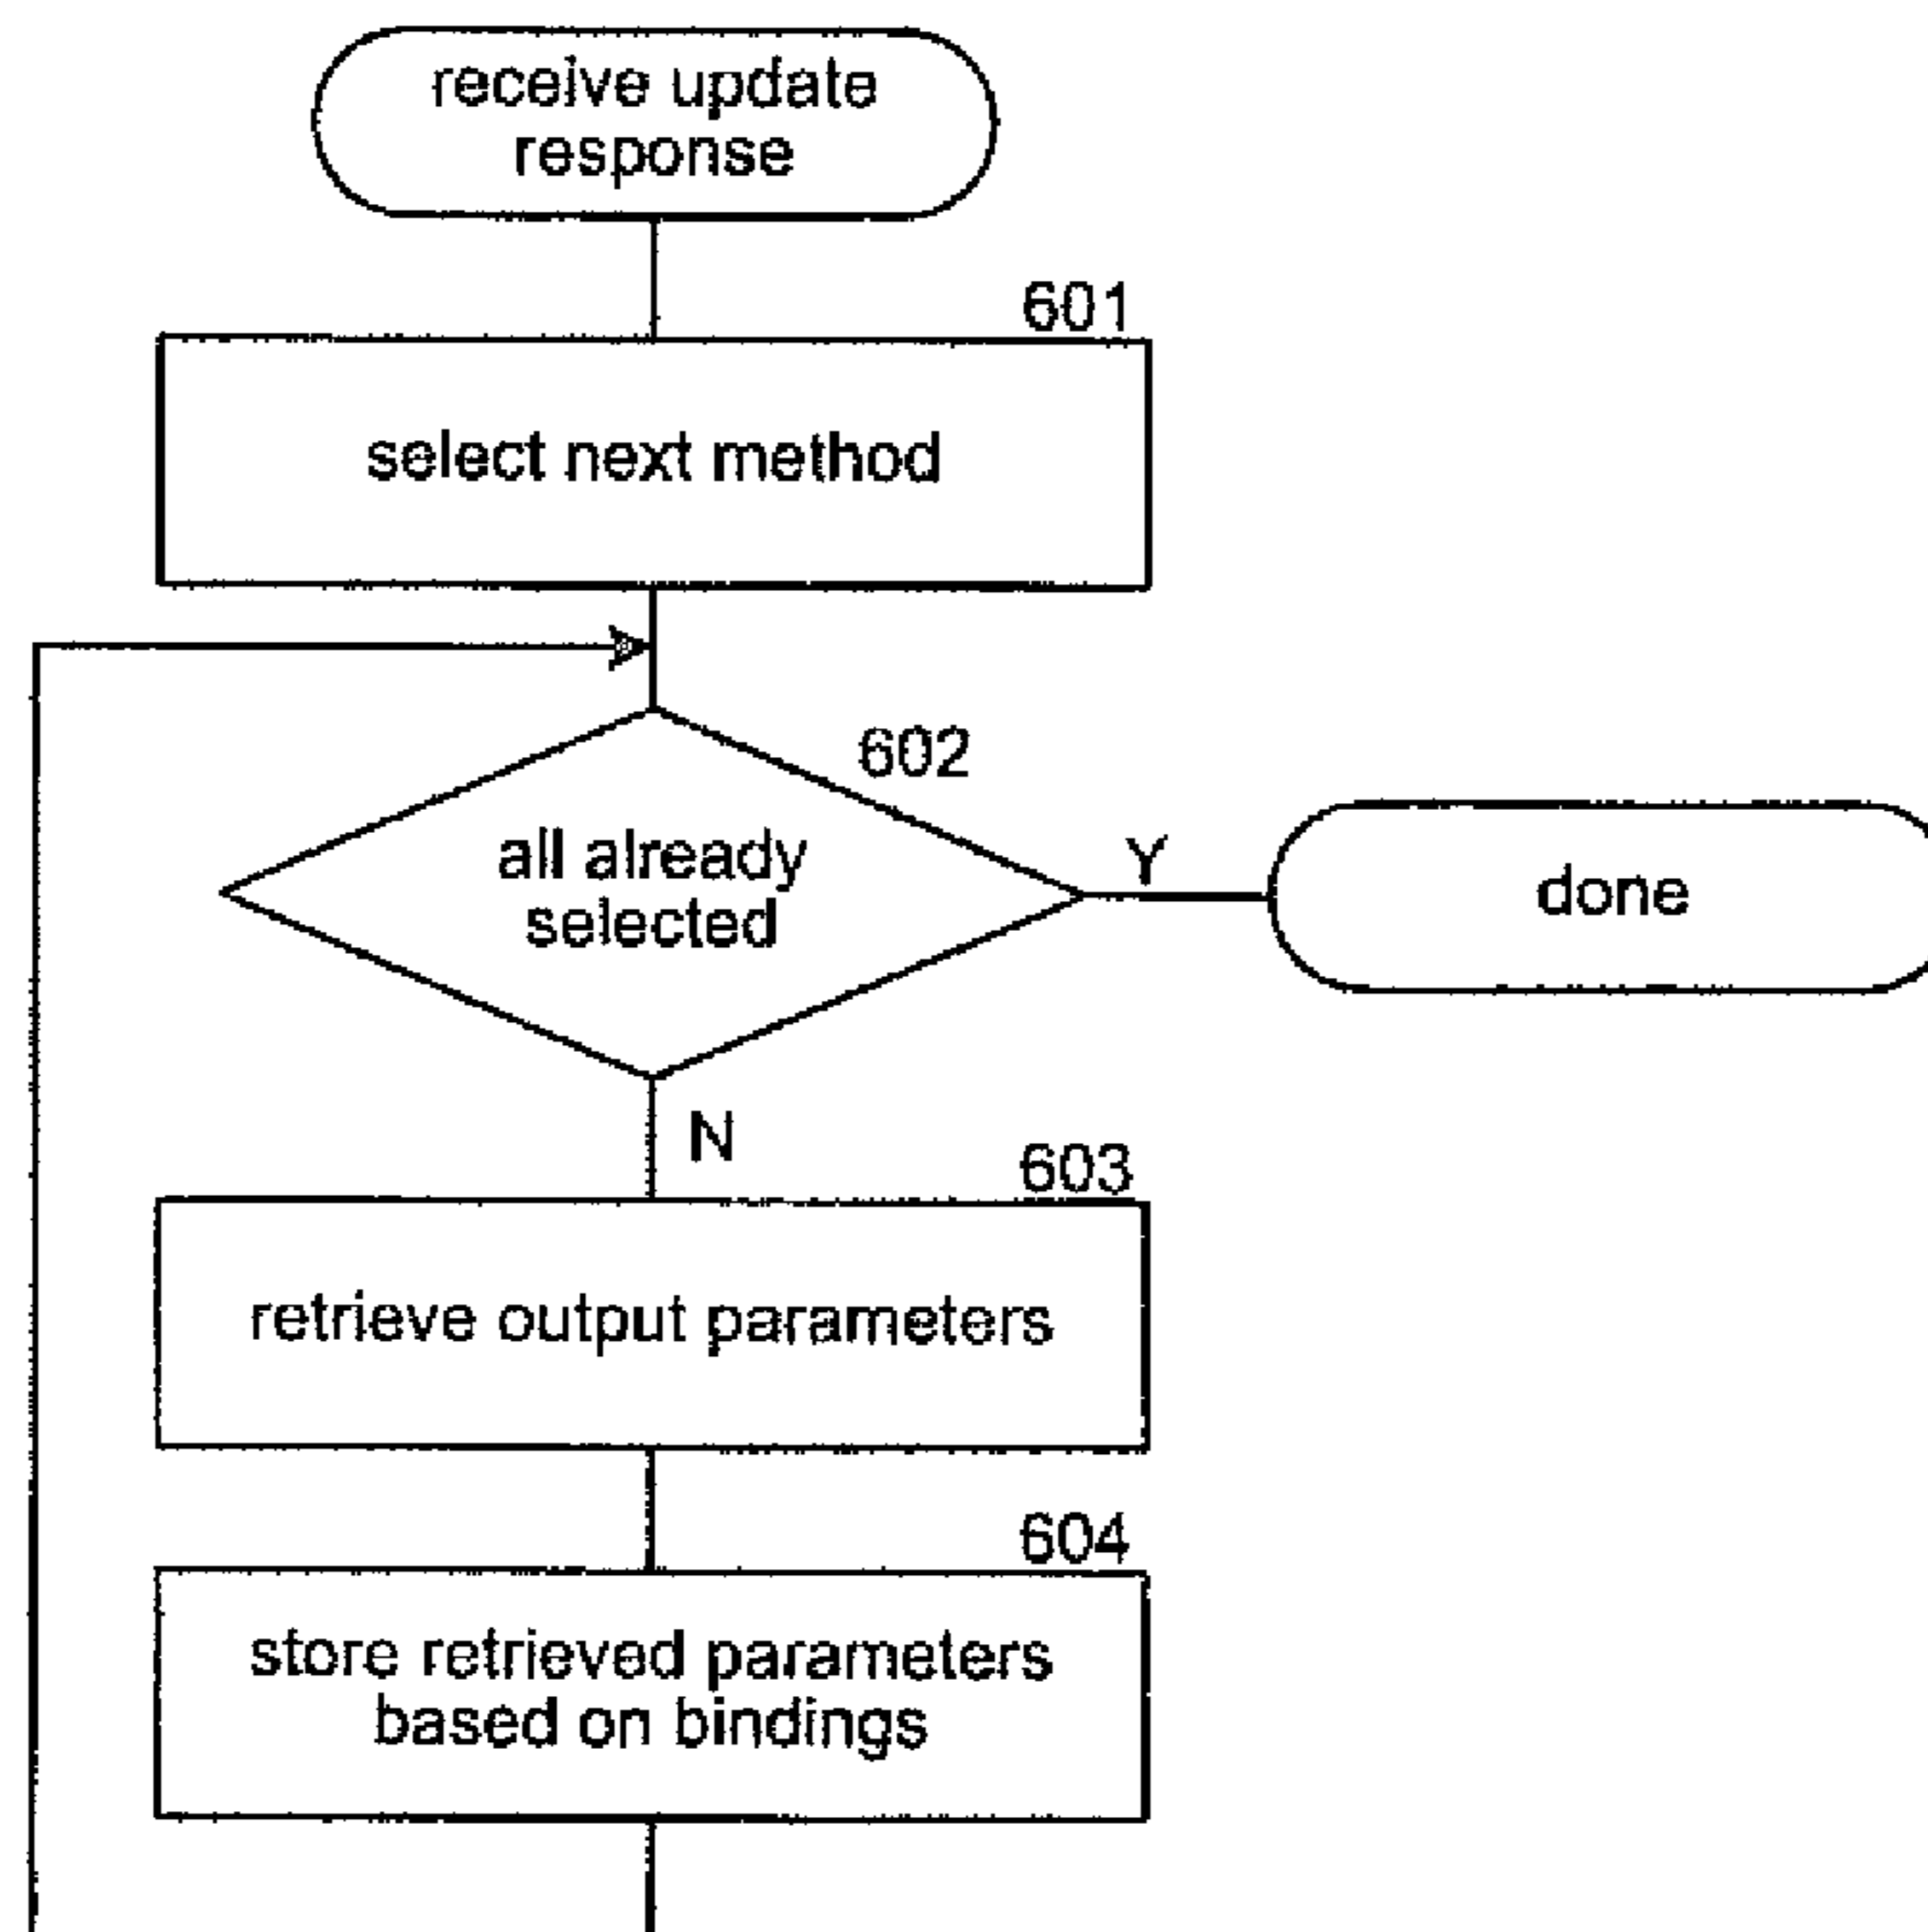 receive update
response
601
select next method
602
all already
selected
Y
done
N
603
retrieve output parameters
604
store retrieved parameters
based on bindings